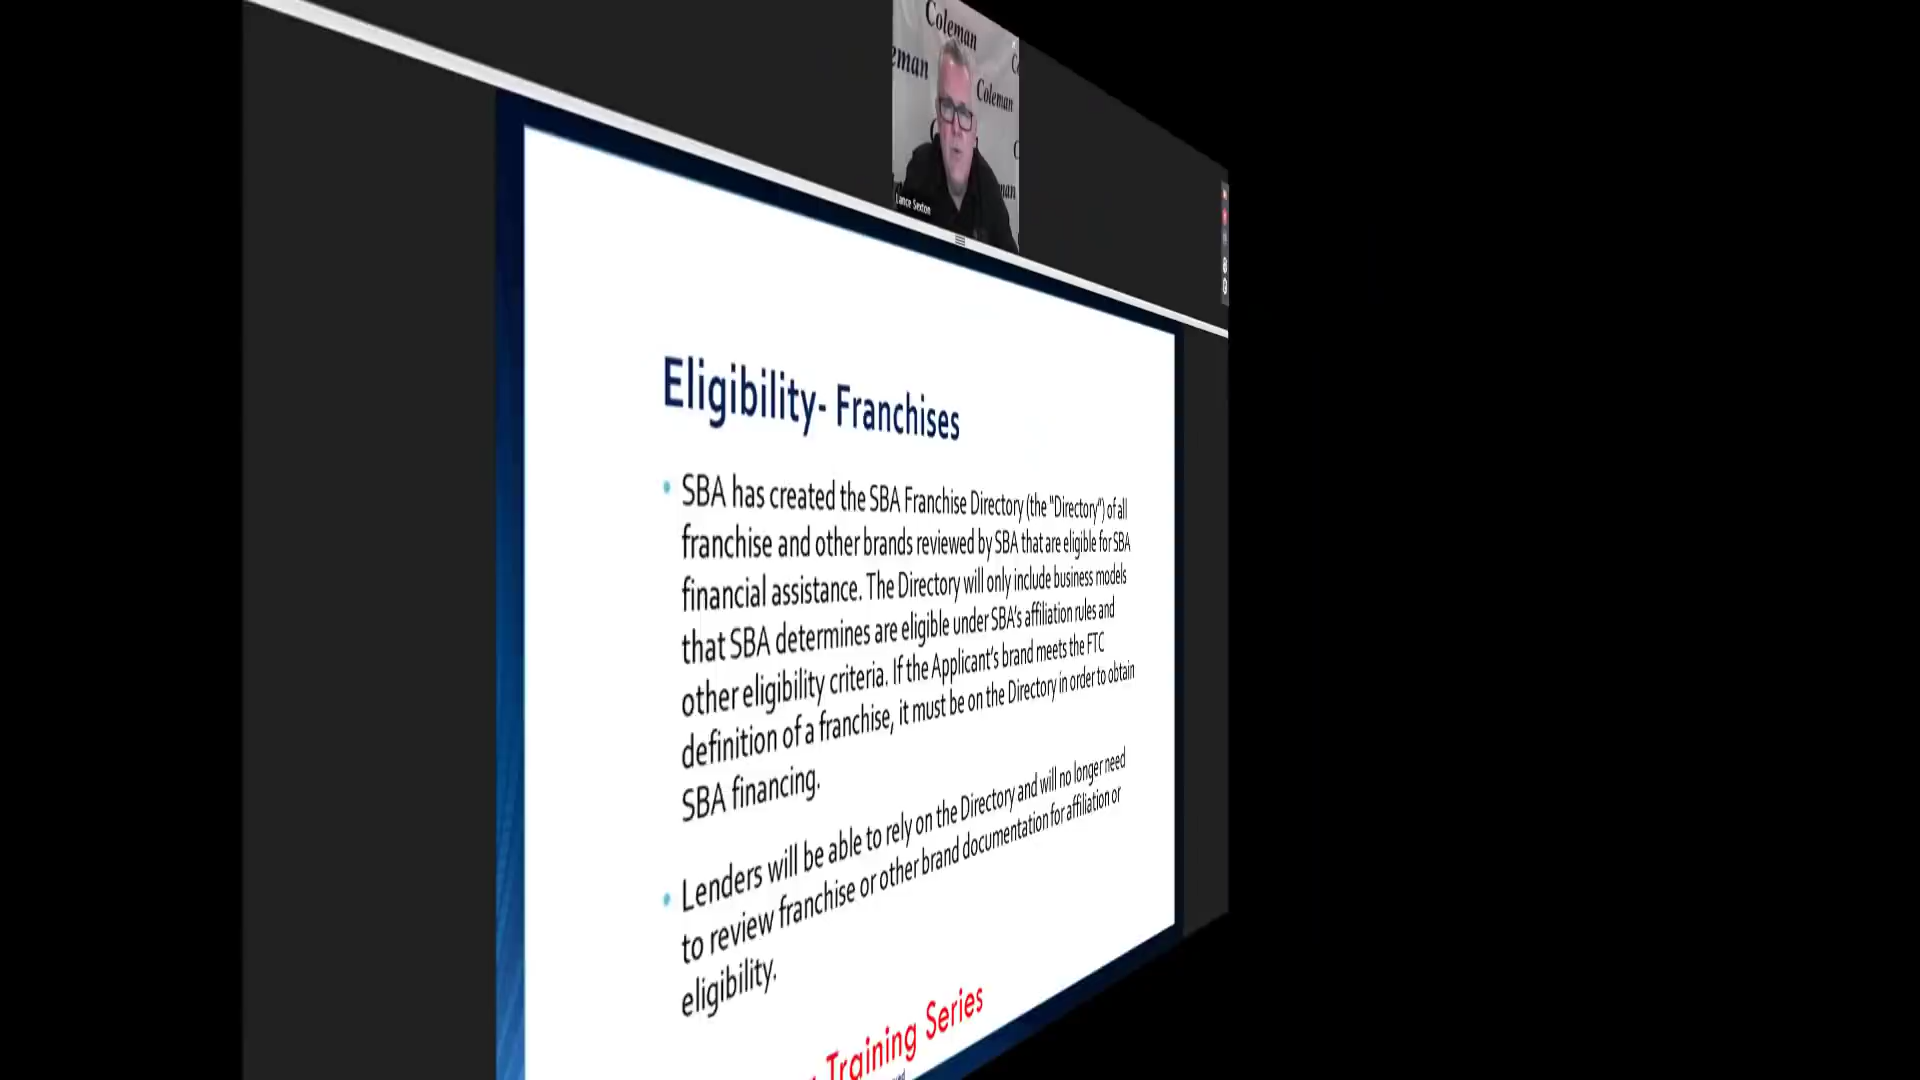 Coleman
eman
Coleman
Lance Sexton
Eligibility- Franchises
• SBA has created the SBA Franchise Directory (the "Directory") of all
franchise and other brands reviewed by SBA that are eligible for SBA
financial assistance. The Directory will only include business models
that SBA determines are eligible under SBA's affiliation rules and
other eligibility criteria. If the Applicant's brand meets the FTC
definition of a franchise, it must be on the Directory in order to obtain
SBA financing.
• Lenders will be able to rely on the Directory and will no longer need
to review franchise or other brand documentation for affiliation or
eligibility.
Training Series